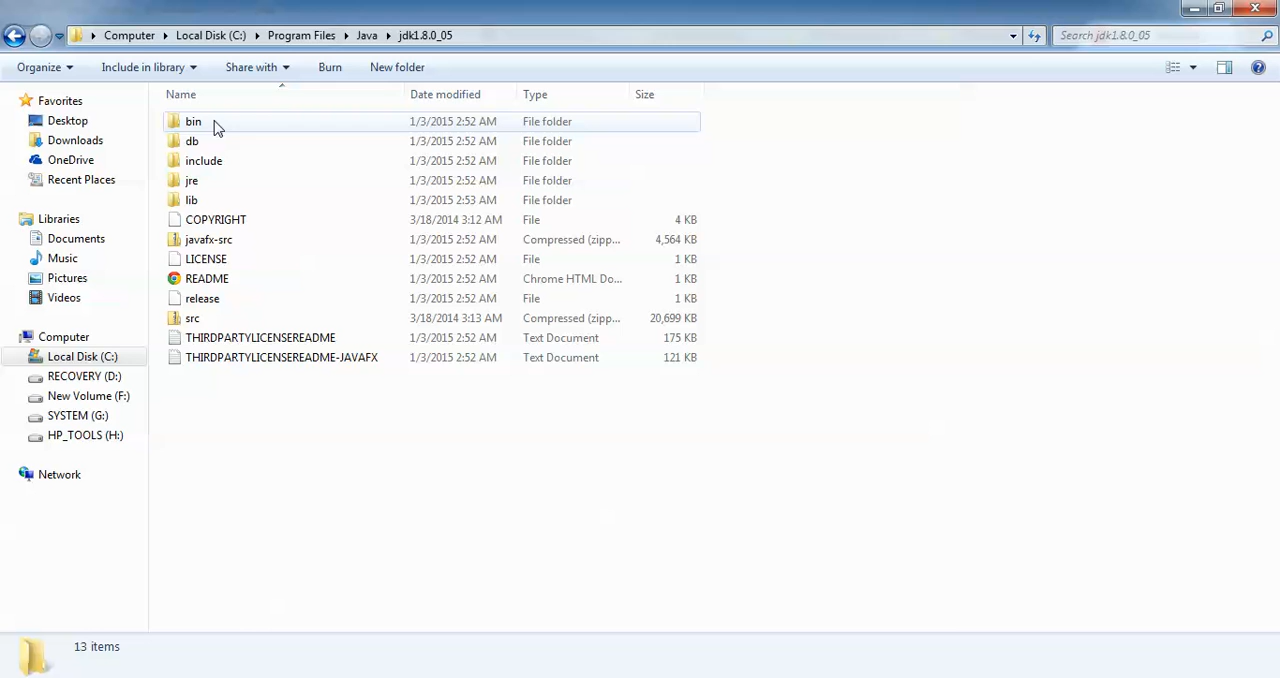 Computer Local Disk (C:) Program Files Java jdk1.8.0_05 Search jdk1.8.0_05
Organize Include in library Share with Burn New folder
Name Date modified Type Size
Favorites
Desktop
Downloads
OneDrive
Recent Places
Libraries
Documents
Music
Pictures
Videos
Computer
Local Disk (C:)
RECOVERY (D:)
New Volume (F:)
SYSTEM (G:)
HP_TOOLS (H:)
Network
bin 1/3/2015 2:52 AM File folder
db 1/3/2015 2:52 AM File folder
include 1/3/2015 2:52 AM File folder
jre 1/3/2015 2:52 AM File folder
lib 1/3/2015 2:53 AM File folder
COPYRIGHT 3/18/2014 3:12 AM File 4 KB
javafx-src 1/3/2015 2:52 AM Compressed (zipp... 4,564 KB
LICENSE 1/3/2015 2:52 AM File 1 KB
README 1/3/2015 2:52 AM Chrome HTML Do... 1 KB
release 1/3/2015 2:52 AM File 1 KB
src 3/18/2014 3:13 AM Compressed (zipp... 20,699 KB
THIRDPARTYLICENSEREADME 1/3/2015 2:52 AM Text Document 175 KB
THIRDPARTYLICENSEREADME-JAVAFX 1/3/2015 2:52 AM Text Document 121 KB
13 items